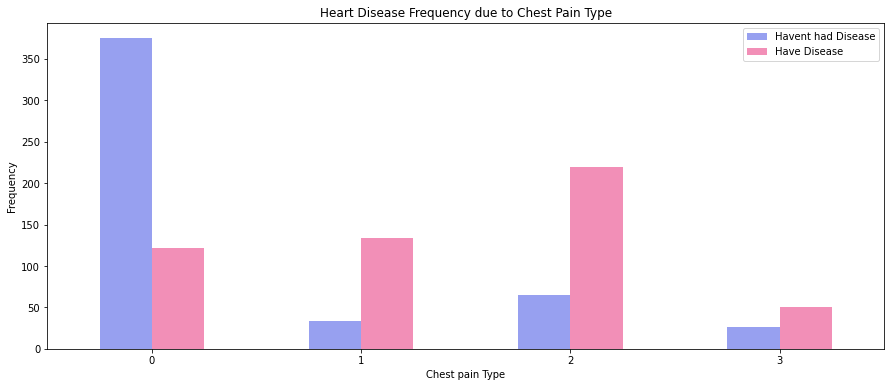 Heart Disease Frequency due to Chest Pain Type
Havent had Disease
Have Disease
350
300
250
200
150
100
50
0
Frequency
0 1 2 3
Chest pain Type